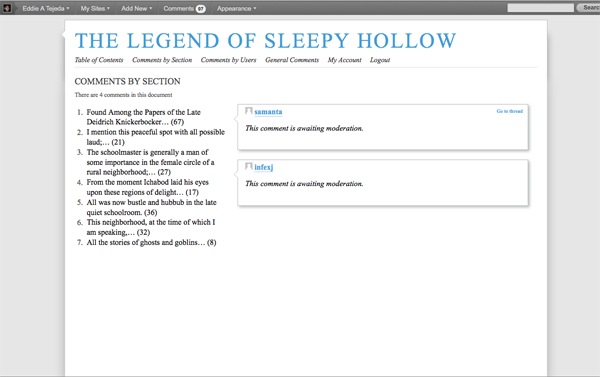 Eddie A Tejeda My Sites Add New Comments 97 Appearance Search
THE LEGEND OF SLEEPY HOLLOW
Table of Contents Comments by Section Comments by Users General Comments My Account Logout
COMMENTS BY SECTION
There are 4 comments in this document
1. Found Among the Papers of the Late
Deidrich Knickerbocker… (67)
2. I mention this peaceful spot with all possible
laud;… (21)
3. The schoolmaster is generally a man of
some importance in the female circle of a
rural neighborhood;… (27)
4. From the moment Ichabod laid his eyes
upon these regions of delight… (17)
5. All was now bustle and hubbub in the late
quiet schoolroom. (36)
6. This neighborhood, at the time of which I
am speaking,… (32)
7. All the stories of ghosts and goblins… (8)
samanta Go to thread
This comment is awaiting moderation.
infexj
This comment is awaiting moderation.